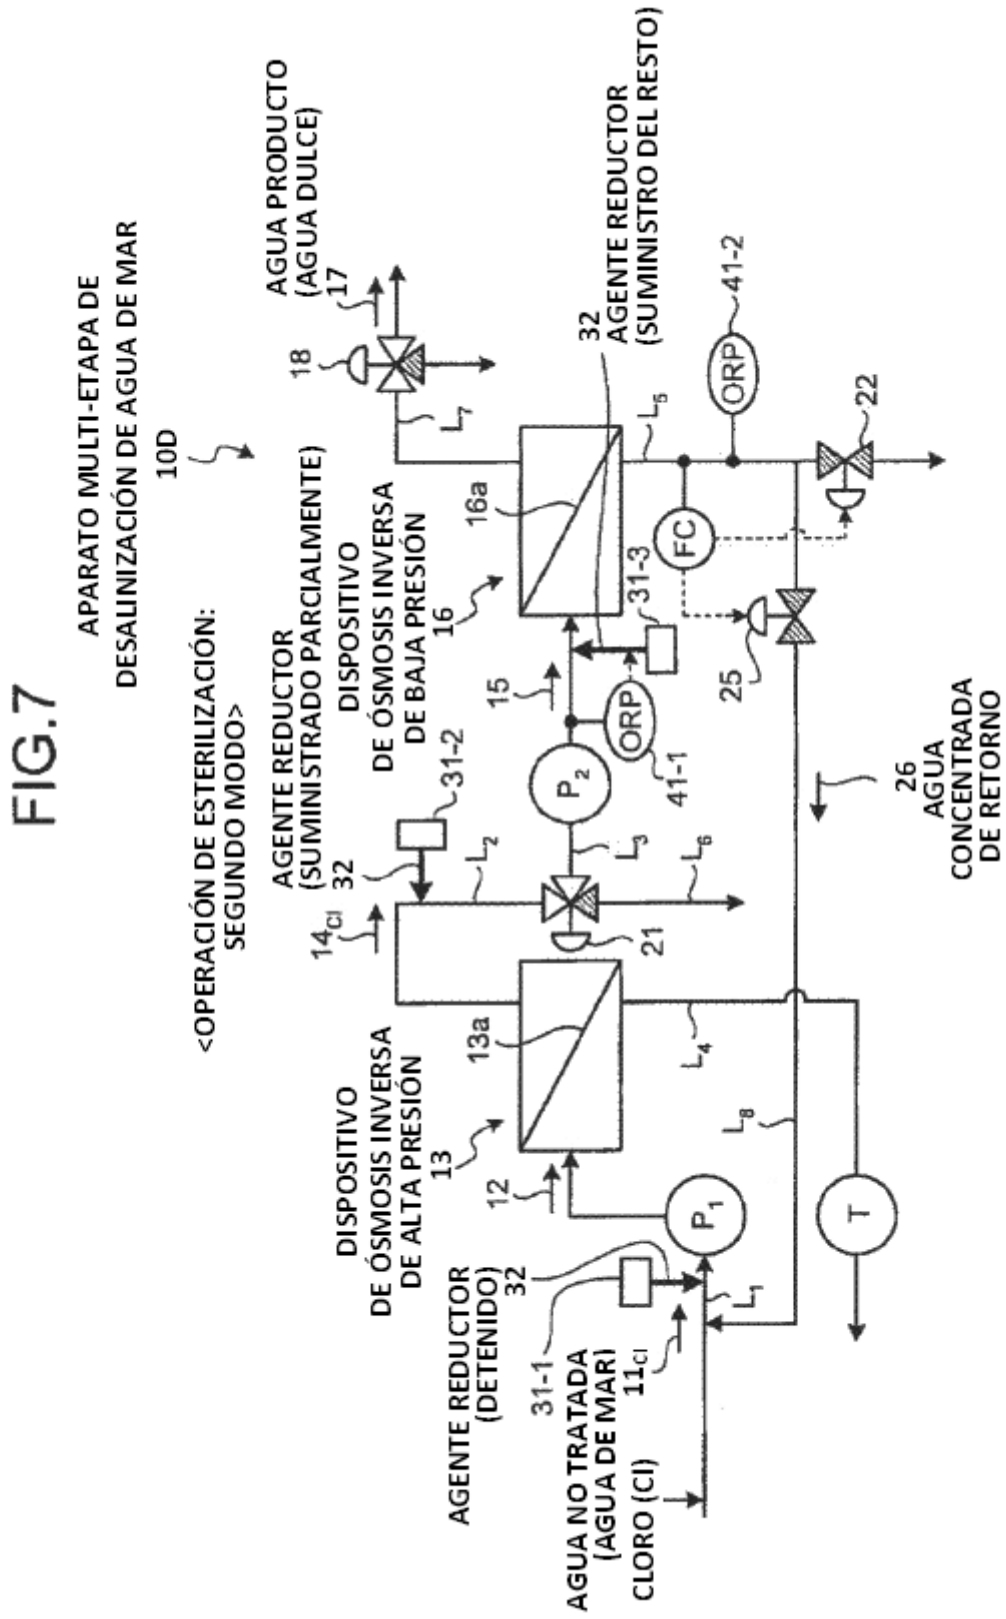 FIG.7
APARATO MULTI-ETAPA DE
DESALINIZACIÓN DE AGUA DE MAR
10D
<OPERACIÓN DE ESTERILIZACIÓN:
SEGUNDO MODO>
AGUA PRODUCTO
(AGUA DULCE)
17
18
L7
AGENTE REDUCTOR
(SUMINISTRADO PARCIALMENTE)
32
31-2
14Cl
L2
DISPOSITIVO
DE ÓSMOSIS INVERSA
DE ALTA PRESIÓN
13
13a
12
DISPOSITIVO
DE ÓSMOSIS INVERSA
DE BAJA PRESIÓN
16
16a
15
P2
L3
21
L6
ORP
41-1
31-3
32
AGENTE REDUCTOR
(SUMINISTRO DEL RESTO)
L5
ORP
41-2
FC
22
25
AGENTE REDUCTOR
(DETENIDO)
32
31-1
AGUA NO TRATADA
(AGUA DE MAR)
11Cl
CLORO (Cl)
L1
P1
L4
L8
T
26
AGUA
CONCENTRADA
DE RETORNO